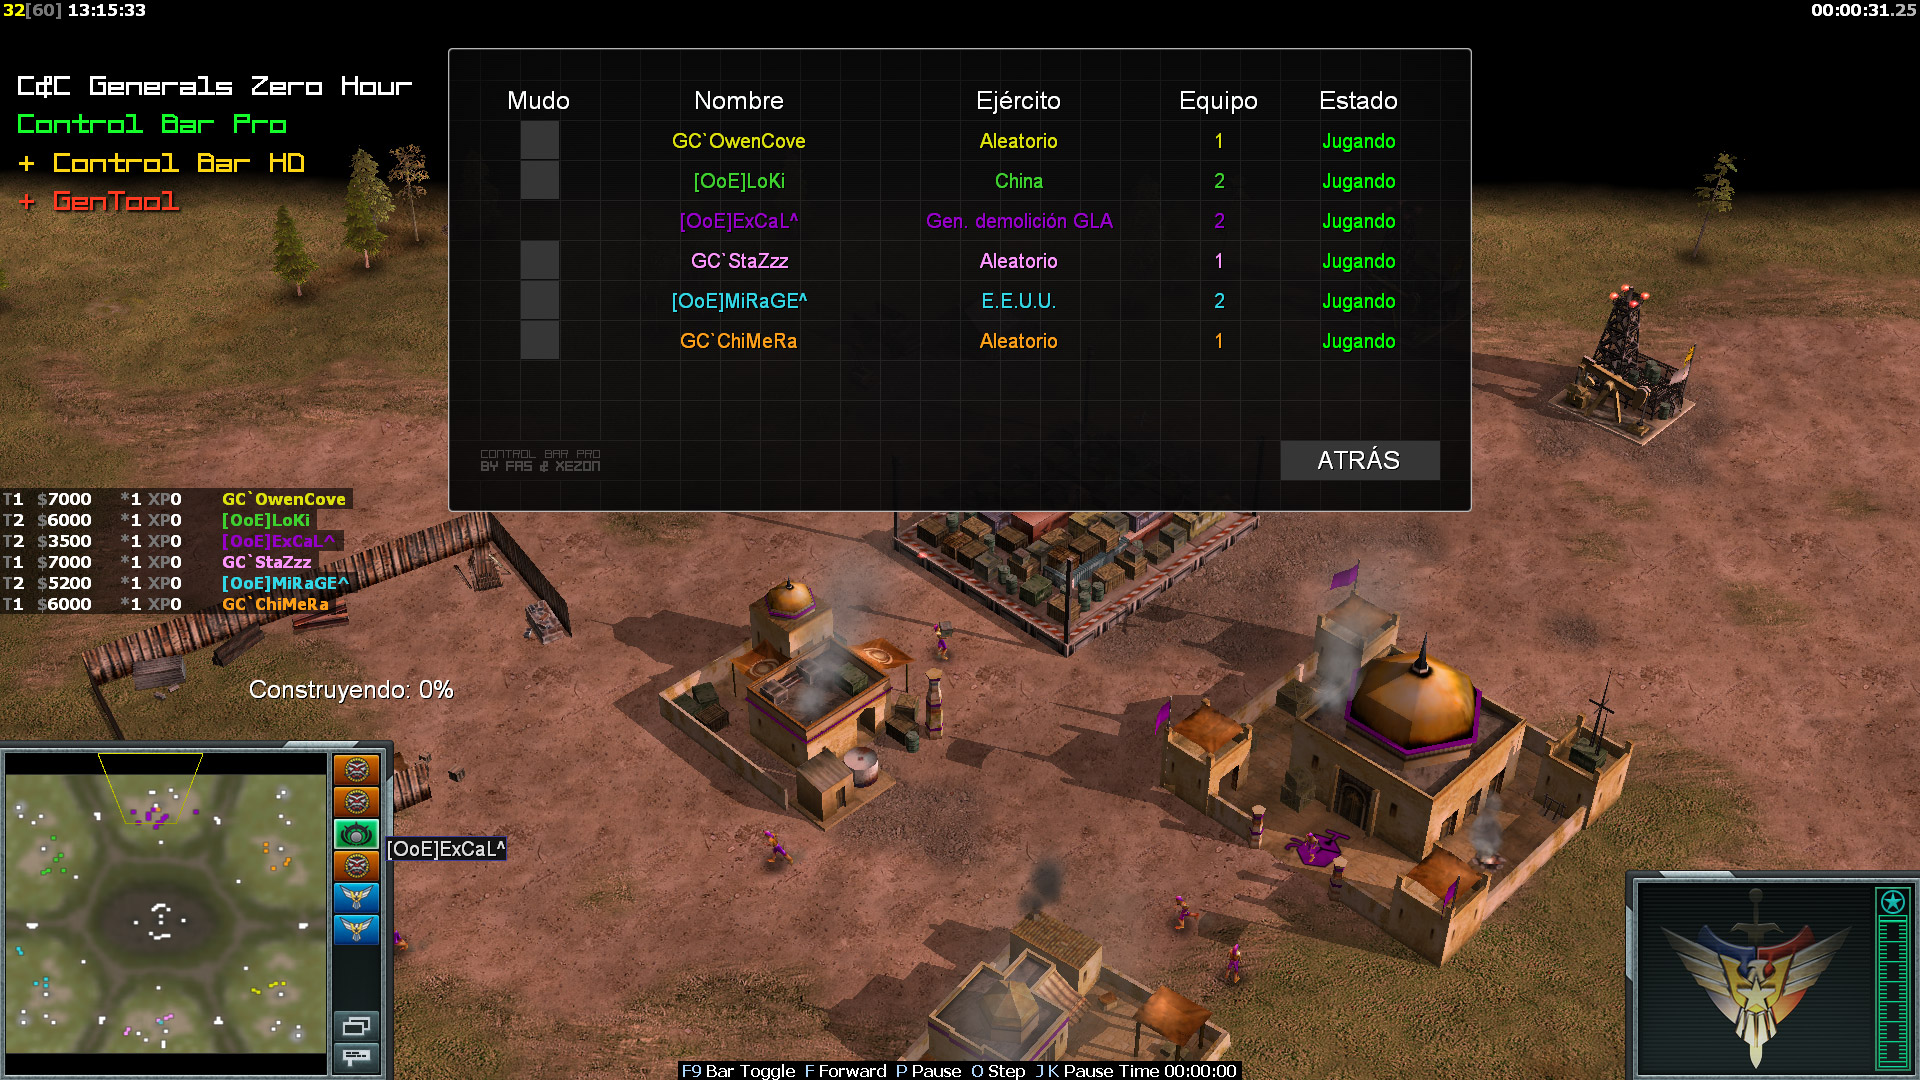 32[60] 13:15:33
00:00:31.25
C&C Generals Zero Hour
Control Bar Pro
+ Control Bar HD
+ GenTool
Mudo Nombre Ejército Equipo Estado
GC`OwenCove Aleatorio 1 Jugando
[OoE]LoKi China 2 Jugando
[OoE]ExCaL^ Gen. demolición GLA 2 Jugando
GC`StaZzz Aleatorio 1 Jugando
[OoE]MiRaGE^ E.E.U.U. 2 Jugando
GC`ChiMeRa Aleatorio 1 Jugando
CONTROL BAR PRO
BY FAS & XEZON
ATRÁS
T1 $7000 *1 XP0 GC`OwenCove
T2 $6000 *1 XP0 [OoE]LoKi
T2 $3500 *1 XP0 [OoE]ExCaL^
T1 $7000 *1 XP0 GC`StaZzz
T2 $5200 *1 XP0 [OoE]MiRaGE^
T1 $6000 *1 XP0 GC`ChiMeRa
Construyendo: 0%
[OoE]ExCaL^
F9 Bar Toggle F Forward P Pause O Step J K Pause Time 00:00:00